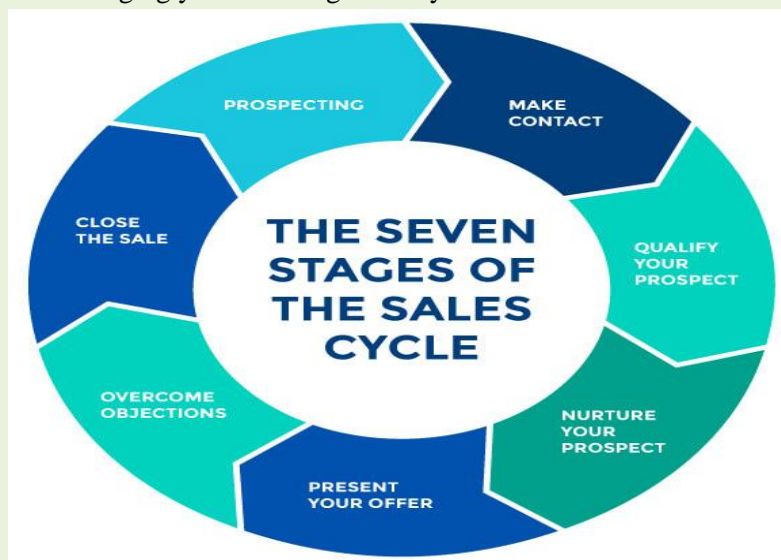 THE SEVEN
STAGES OF
THE SALES
CYCLE
PROSPECTING
MAKE
CONTACT
QUALIFY
YOUR
PROSPECT
NURTURE
YOUR
PROSPECT
PRESENT
YOUR OFFER
OVERCOME
OBJECTIONS
CLOSE
THE SALE